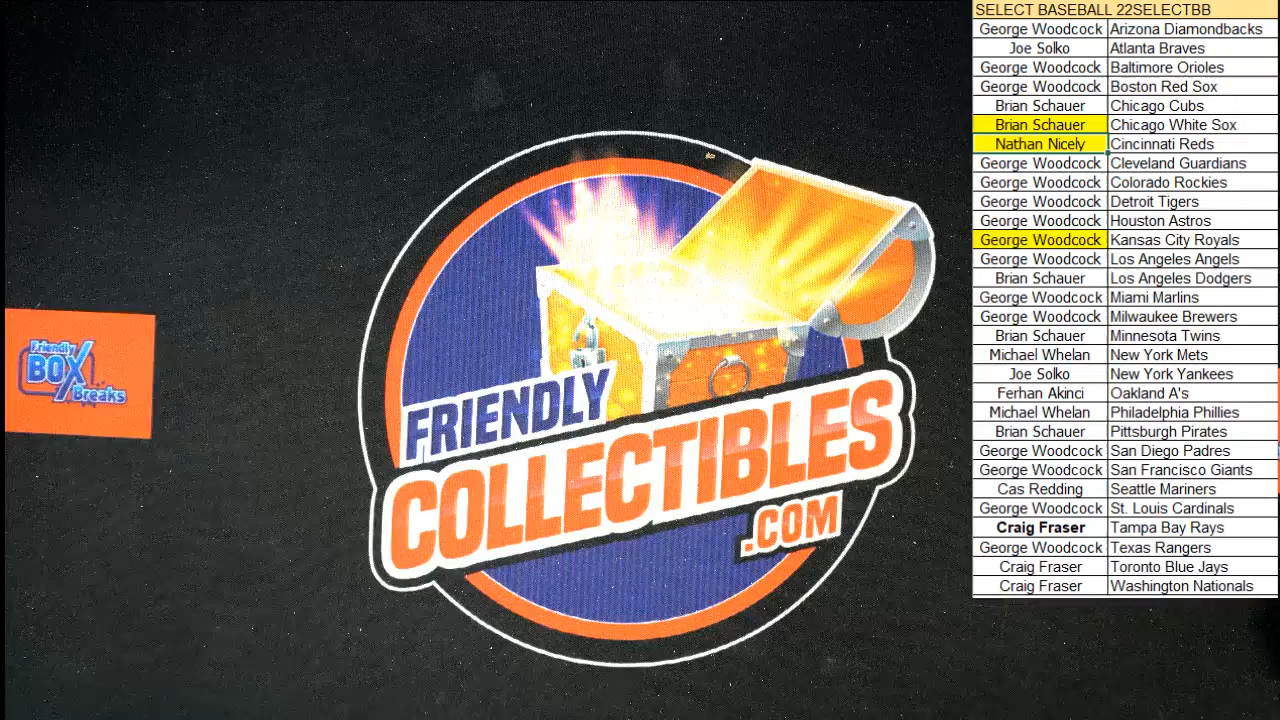 SELECT BASEBALL 22SELECTBB
George Woodcock Arizona Diamondbacks
Joe Solko Atlanta Braves
George Woodcock Baltimore Orioles
George Woodcock Boston Red Sox
Brian Schauer Chicago Cubs
Brian Schauer Chicago White Sox
Nathan Nicely Cincinnati Reds
George Woodcock Cleveland Guardians
George Woodcock Colorado Rockies
George Woodcock Detroit Tigers
George Woodcock Houston Astros
George Woodcock Kansas City Royals
George Woodcock Los Angeles Angels
Brian Schauer Los Angeles Dodgers
George Woodcock Miami Marlins
George Woodcock Milwaukee Brewers
Brian Schauer Minnesota Twins
Michael Whelan New York Mets
Joe Solko New York Yankees
Ferhan Akinci Oakland A's
Michael Whelan Philadelphia Phillies
Brian Schauer Pittsburgh Pirates
George Woodcock San Diego Padres
George Woodcock San Francisco Giants
Cas Redding Seattle Mariners
George Woodcock St. Louis Cardinals
Craig Fraser Tampa Bay Rays
George Woodcock Texas Rangers
Craig Fraser Toronto Blue Jays
Craig Fraser Washington Nationals
Friendly
BOX
Breaks
FRIENDLY
COLLECTIBLES
.COM